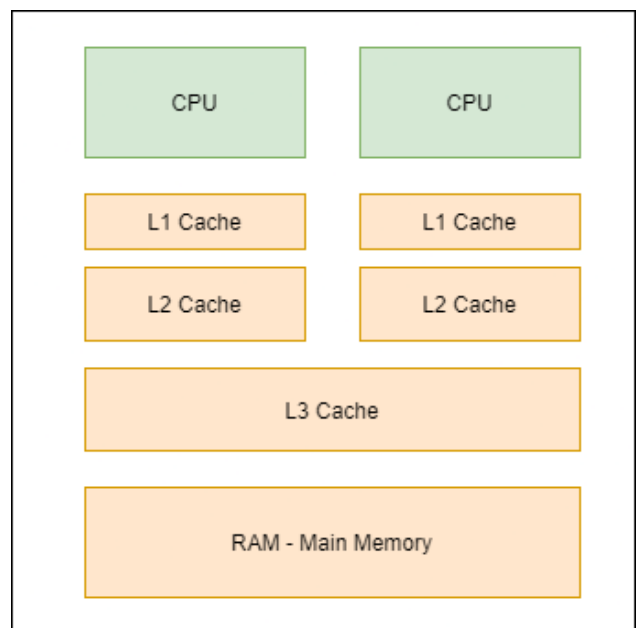 CPU
CPU
L1 Cache
L1 Cache
L2 Cache
L2 Cache
L3 Cache
RAM - Main Memory